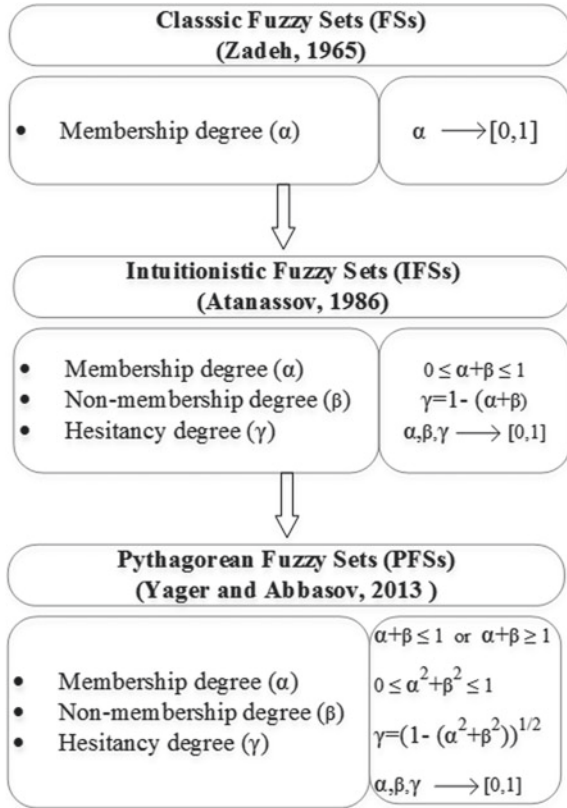 Classsic Fuzzy Sets (FSs)
(Zadeh, 1965)
• Membership degree (α)
α ⟶ [0,1]
Intuitionistic Fuzzy Sets (IFSs)
(Atanassov, 1986)
• Membership degree (α)
• Non-membership degree (β)
• Hesitancy degree (γ)
0 ≤ α+β ≤ 1
γ=1- (α+β)
α,β,γ ⟶ [0,1]
Pythagorean Fuzzy Sets (PFSs)
(Yager and Abbasov, 2013 )
• Membership degree (α)
• Non-membership degree (β)
• Hesitancy degree (γ)
α+β ≤ 1 or α+β ≥ 1
0 ≤ α²+β² ≤ 1
γ=(1- (α²+β²))^1/2
α,β,γ ⟶ [0,1]